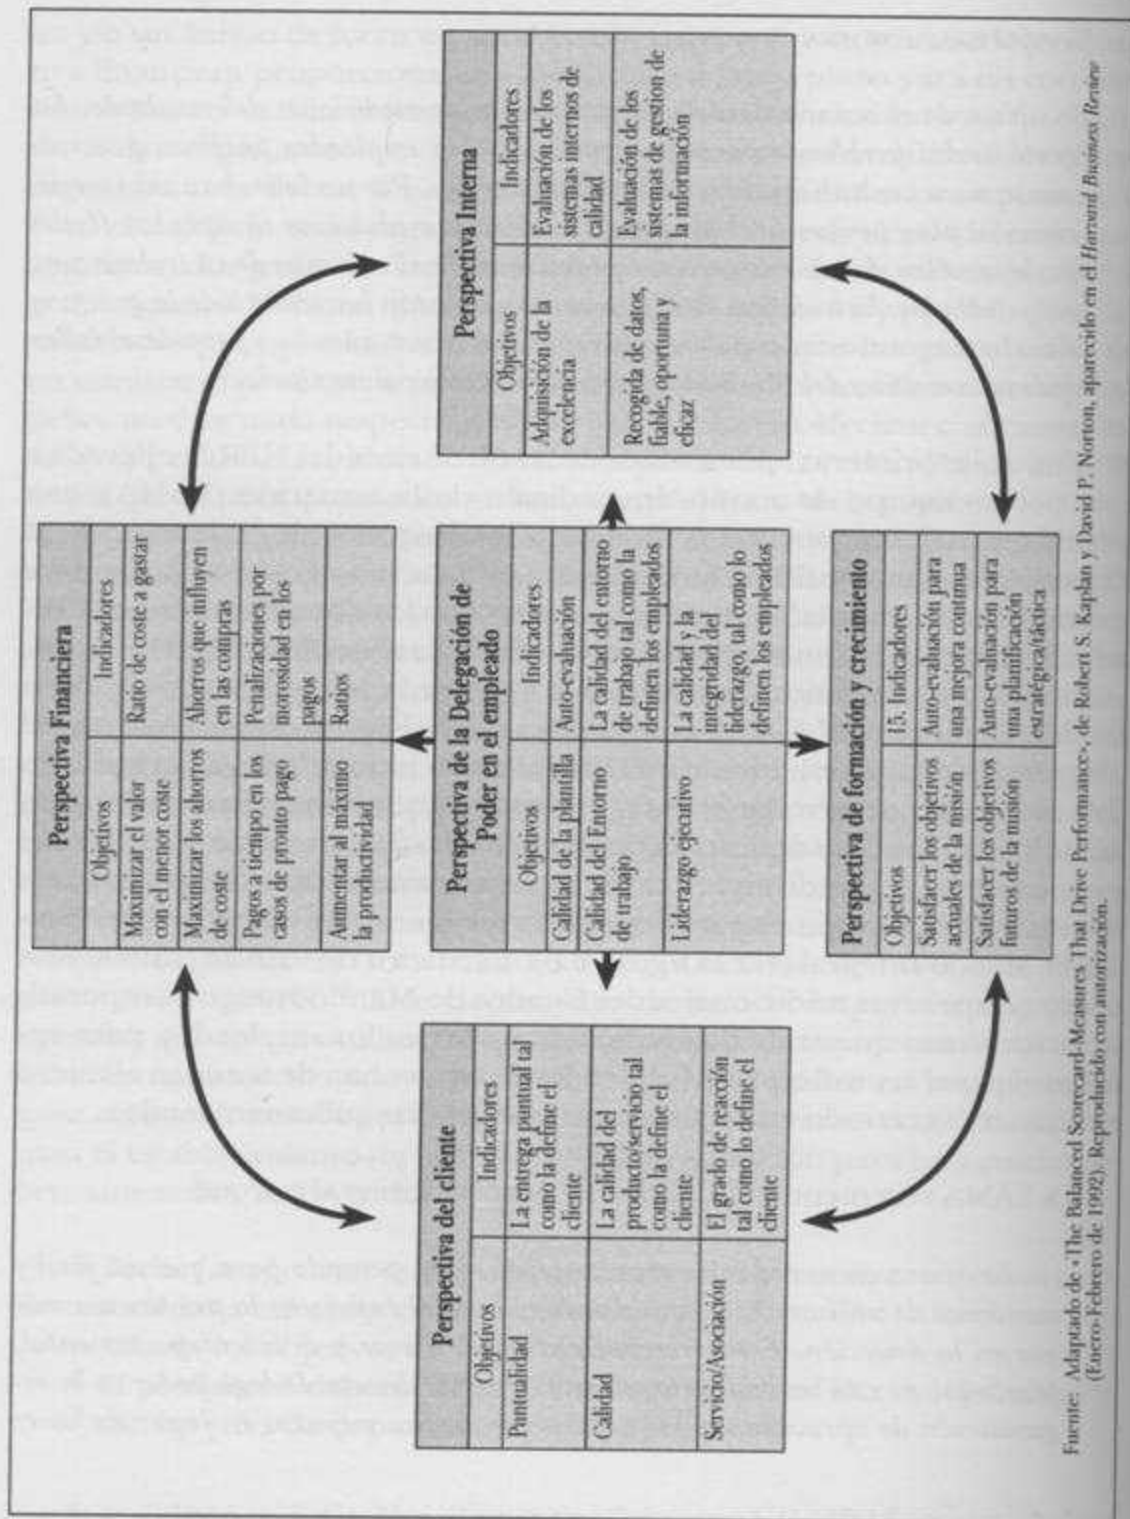 Perspectiva Financiera
Objetivos
Indicadores
Maximizar el valor
con el menor coste
Ratio de coste a gastar
Maximizar los ahorros
de coste
Ahorros que influyen
en las compras
Pagos a tiempo en los
casos de pronto pago
Penalizaciones por
morosidad en los
pagos
Aumentar al máximo
la productividad
Ratios
Perspectiva del cliente
Objetivos
Indicadores
Puntualidad
La entrega puntual tal
como la define el
cliente
Calidad
La calidad del
producto/servicio tal
como la define el
cliente
Servicio/Asociación
El grado de reacción
tal como lo define el
cliente
Perspectiva de la Delegación de
Poder en el empleado
Objetivos
Indicadores
Calidad de la plantilla
Auto-evaluación
Calidad del Entorno
de trabajo
La calidad del entorno
de trabajo tal como la
definen los empleados
Liderazgo ejecutivo
La calidad y la
integridad del
liderazgo, tal como lo
definen los empleados
Perspectiva Interna
Objetivos
Indicadores
Adquisición de la
excelencia
Evaluación de los
sistemas internos de
calidad
Recogida de datos,
fiable, oportuna y
eficaz
Evaluación de los
sistemas de gestion de
la información
Perspectiva de formación y crecimiento
Objetivos
15. Indicadores
Satisfacer los objetivos
actuales de la misión
Auto-evaluación para
una mejora continua
Satisfacer los objetivos
futuros de la misión
Auto-evaluación para
una planificación
estratégica/táctica
Fuente: Adaptado de «The Balanced Scorecard-Measures That Drive Performance», de Robert S. Kaplan y David P. Norton, aparecido en el Harvard Business Review
(Enero-Febrero de 1992). Reproducido con autorización.